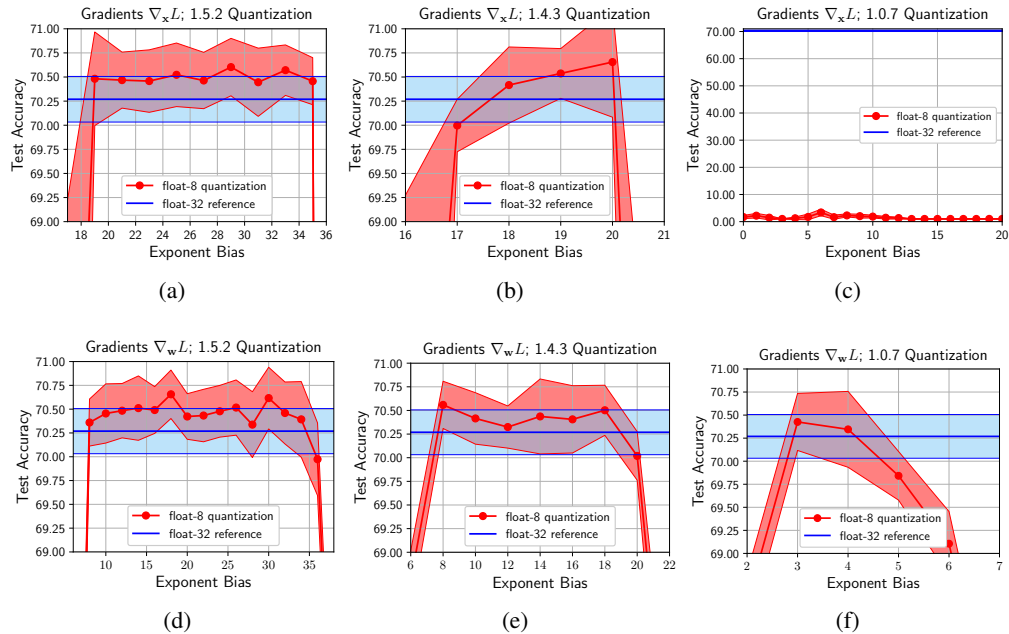 Gradients ∇ₓL; 1.5.2 Quantization
71.00
70.75
70.50
70.25
70.00
69.75
69.50
69.25
69.00
Test Accuracy
float-8 quantization
float-32 reference
18 20 22 24 26 28 30 32 34 36
Exponent Bias
(a)
Gradients ∇ₓL; 1.4.3 Quantization
71.00
70.75
70.50
70.25
70.00
69.75
69.50
69.25
69.00
Test Accuracy
float-8 quantization
float-32 reference
16 17 18 19 20 21
Exponent Bias
(b)
Gradients ∇ₓL; 1.0.7 Quantization
70.00
60.00
50.00
40.00
30.00
20.00
10.00
0.00
Test Accuracy
float-8 quantization
float-32 reference
0 5 10 15 20
Exponent Bias
(c)
Gradients ∇wL; 1.5.2 Quantization
71.00
70.75
70.50
70.25
70.00
69.75
69.50
69.25
69.00
Test Accuracy
float-8 quantization
float-32 reference
10 15 20 25 30 35
Exponent Bias
(d)
Gradients ∇wL; 1.4.3 Quantization
71.00
70.75
70.50
70.25
70.00
69.75
69.50
69.25
69.00
Test Accuracy
float-8 quantization
float-32 reference
6 8 10 12 14 16 18 20 22
Exponent Bias
(e)
Gradients ∇wL; 1.0.7 Quantization
71.00
70.75
70.50
70.25
70.00
69.75
69.50
69.25
69.00
Test Accuracy
float-8 quantization
float-32 reference
2 3 4 5 6 7
Exponent Bias
(f)